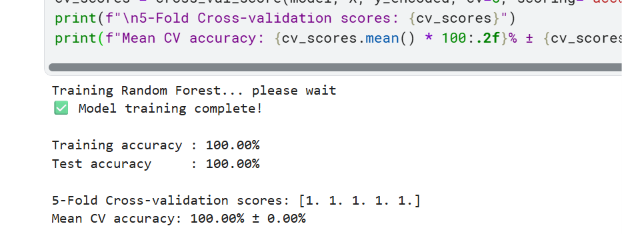 print(f"\n5-Fold Cross-validation scores: {cv_scores}")
print(f"Mean CV accuracy: {cv_scores.mean() * 100:.2f}% ± {cv_scores
Training Random Forest... please wait
✅ Model training complete!
Training accuracy : 100.00%
Test accuracy     : 100.00%
5-Fold Cross-validation scores: [1. 1. 1. 1. 1.]
Mean CV accuracy: 100.00% ± 0.00%